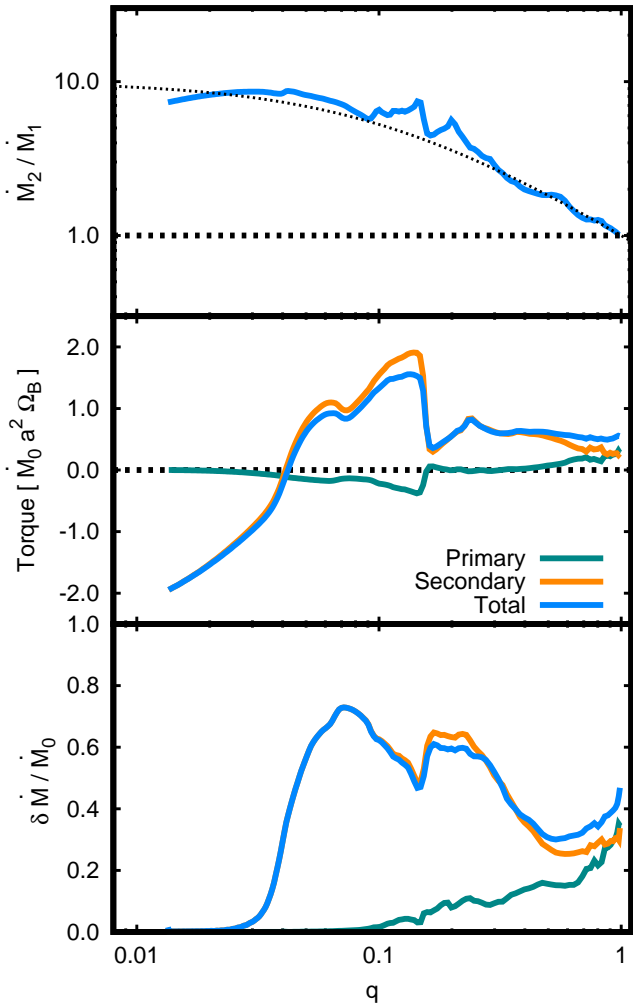 10.0
1.0
Ṁ₂ / Ṁ₁
2.0
1.0
0.0
-1.0
-2.0
Torque [ Ṁ₀ a² Ω_B ]
Primary
Secondary
Total
1.0
0.8
0.6
0.4
0.2
0.0
δ Ṁ / Ṁ₀
0.01
0.1
1
q